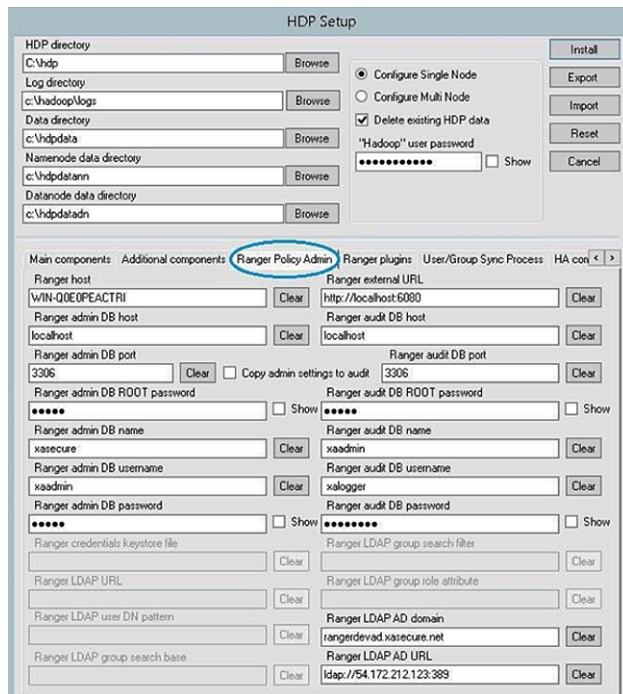 HDP Setup
HDP directory
C:\hdp
Browse
Log directory
c:\hadoop\logs
Browse
Data directory
c:\hdpdata
Browse
Namenode data directory
c:\hdpdatann
Browse
Datanode data directory
c:\hdpdatadn
Browse
Configure Single Node
Configure Multi Node
Delete existing HDP data
"Hadoop" user password
Show
Install
Export
Import
Reset
Cancel
Main components Additional components Ranger Policy Admin Ranger plugins User/Group Sync Process HA con
Ranger host Ranger external URL
WIN-Q0E0PEACTRI Clear http://localhost:6080 Clear
Ranger admin DB host Ranger audit DB host
localhost Clear localhost Clear
Ranger admin DB port Ranger audit DB port
3306 Clear Copy admin settings to audit 3306 Clear
Ranger admin DB ROOT password Ranger audit DB ROOT password
Show Show
Ranger admin DB name Ranger audit DB name
xasecure Clear xaadmin Clear
Ranger admin DB username Ranger audit DB username
xaadmin Clear xalogger Clear
Ranger admin DB password Ranger audit DB password
Show Show
Ranger credentials keystore file Ranger LDAP group search filter
Clear Clear
Ranger LDAP URL Ranger LDAP group role attribute
Clear Clear
Ranger LDAP user DN pattern Ranger LDAP AD domain
Clear rangerdevad.xasecure.net Clear
Ranger LDAP group search base Ranger LDAP AD URL
Clear ldap://54.172.212.123:389 Clear